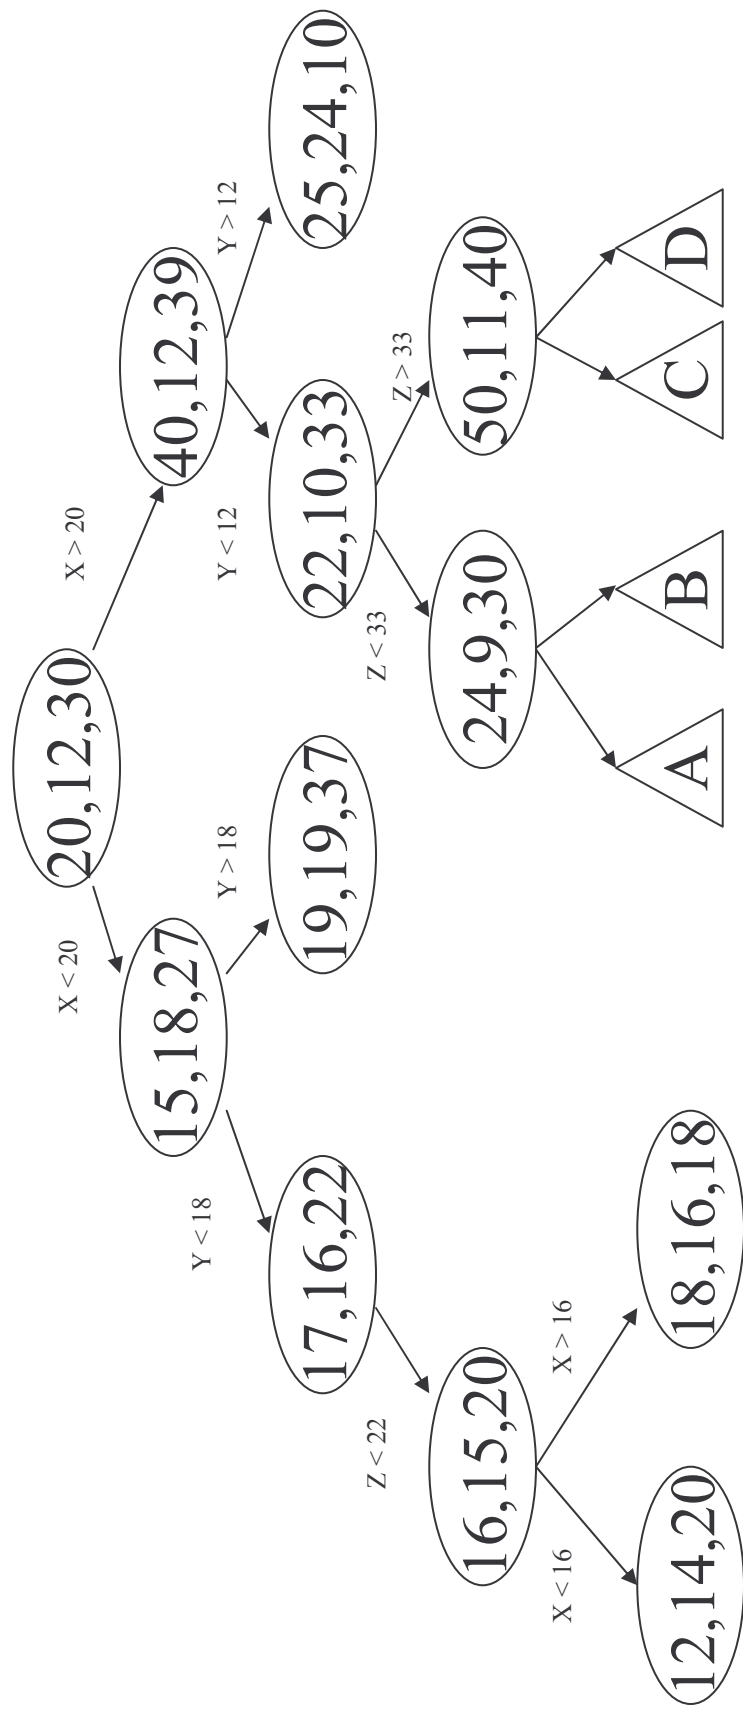 20,12,30
X < 20
X > 20
15,18,27
40,12,39
Y < 18
Y > 18
Y < 12
Y > 12
17,16,22
19,19,37
22,10,33
25,24,10
Z < 22
Z < 33
Z > 33
16,15,20
24,9,30
50,11,40
X < 16
X > 16
12,14,20
18,16,18
A
B
C
D